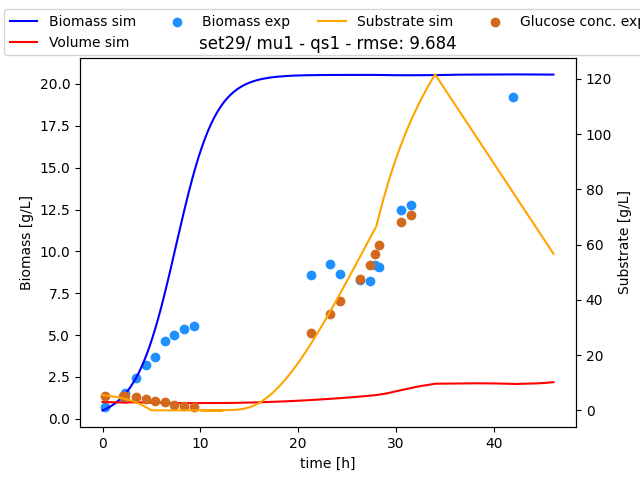 Biomass sim Biomass exp Substrate sim Glucose conc. exp
Volume sim
set29/ mu1 - qs1 - rmse: 9.684
20.0
17.5
15.0
12.5
10.0
7.5
5.0
2.5
0.0
Biomass [g/L]
120
100
80
60
40
20
0
Substrate [g/L]
0 10 20 30 40
time [h]